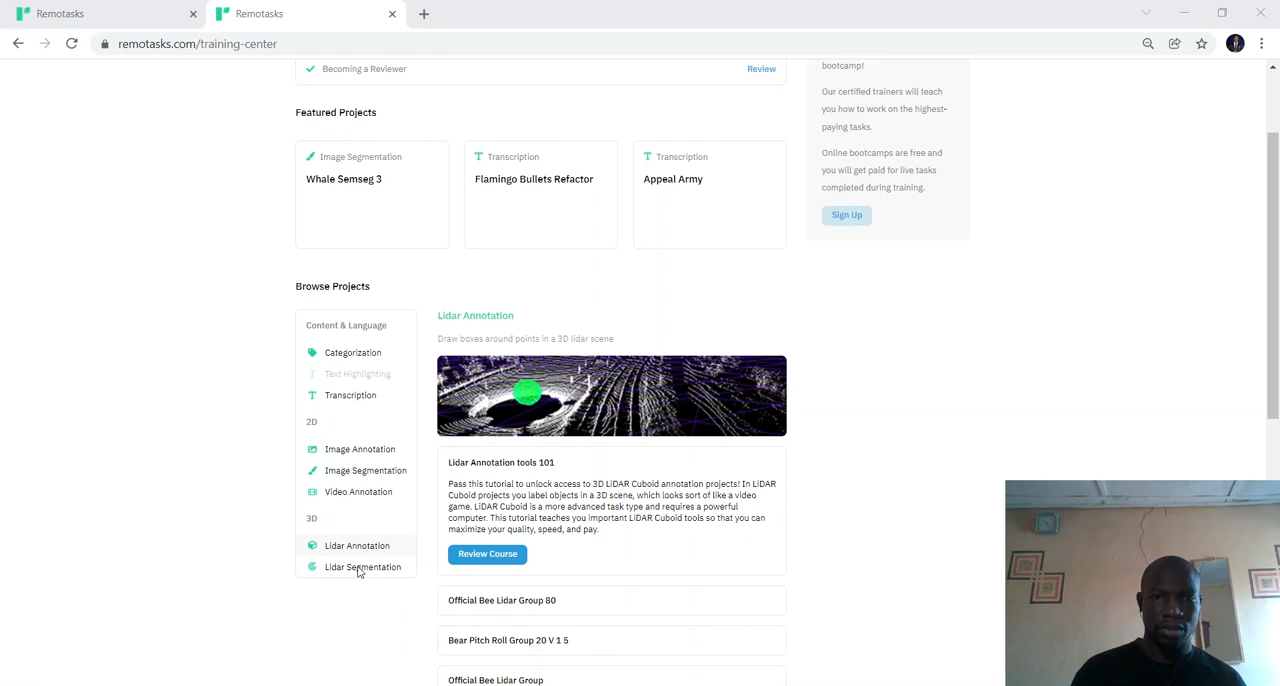 Remotasks
Remotasks
remotasks.com/training-center
Becoming a Reviewer
Review
bootcamp!
Our certified trainers will teach
you how to work on the highest-
paying tasks.
Online bootcamps are free and
you will get paid for live tasks
completed during training.
Sign Up
Featured Projects
Image Segmentation
Whale Semseg 3
Transcription
Flamingo Bullets Refactor
Transcription
Appeal Army
Browse Projects
Content & Language
Categorization
Text Highlighting
Transcription
2D
Image Annotation
Image Segmentation
Video Annotation
3D
Lidar Annotation
Lidar Segmentation
Lidar Annotation
Draw boxes around points in a 3D lidar scene
Lidar Annotation tools 101
Pass this tutorial to unlock access to 3D LiDAR Cuboid annotation projects! In LiDAR
Cuboid projects you label objects in a 3D scene, which looks sort of like a video
game. LiDAR Cuboid is a more advanced task type and requires a powerful
computer. This tutorial teaches you important LiDAR Cuboid tools so that you can
maximize your quality, speed, and pay.
Review Course
Official Bee Lidar Group 80
Bear Pitch Roll Group 20 V 1 5
Official Bee Lidar Group